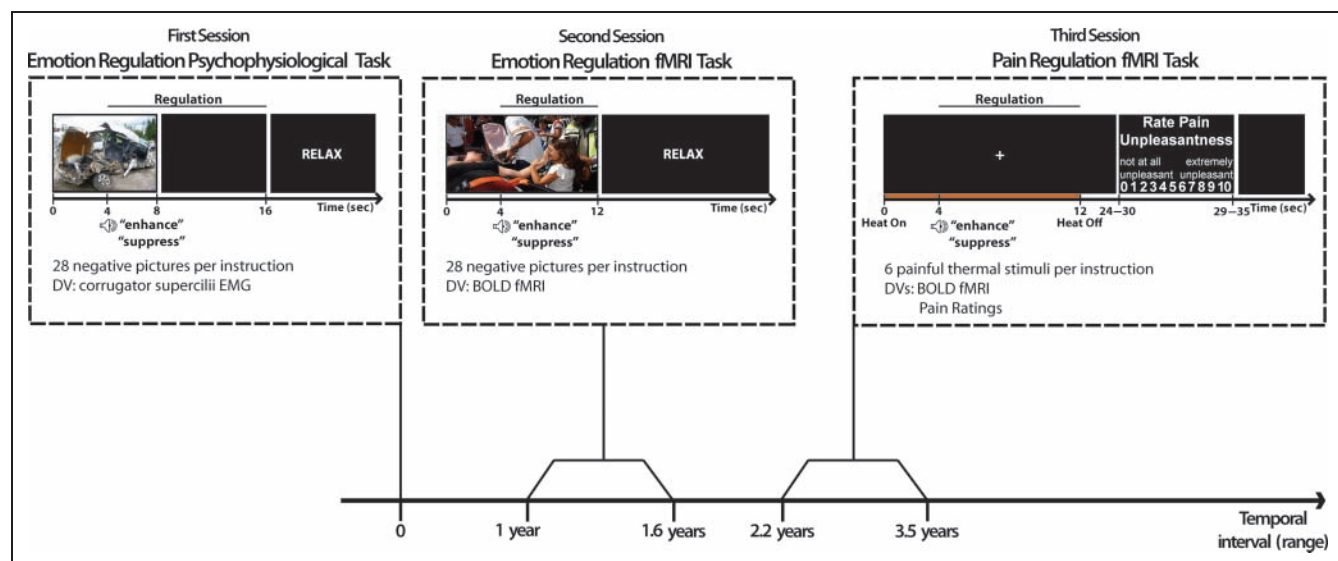 First Session
Emotion Regulation Psychophysiological Task
Regulation
RELAX
0 4 8 16 Time (sec)
"enhance"
"suppress"
28 negative pictures per instruction
DV: corrugator supercilii EMG
Second Session
Emotion Regulation fMRI Task
Regulation
RELAX
0 4 12 Time (sec)
"enhance"
"suppress"
28 negative pictures per instruction
DV: BOLD fMRI
Third Session
Pain Regulation fMRI Task
Regulation
+
Rate Pain
Unpleasantness
not at all extremely
unpleasant unpleasant
0 1 2 3 4 5 6 7 8 9 10
0 4 12 24–30 29–35 Time (sec)
Heat On "enhance" Heat Off
"suppress"
6 painful thermal stimuli per instruction
DVs: BOLD fMRI
Pain Ratings
0 1 year 1.6 years 2.2 years 3.5 years
Temporal
interval (range)